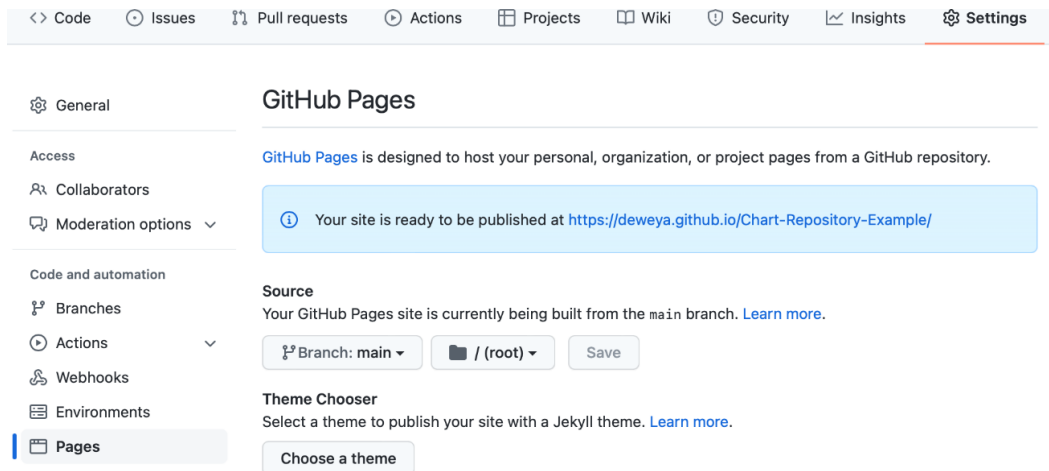 Code Issues Pull requests Actions Projects Wiki Security Insights Settings
General
Access
Collaborators
Moderation options
Code and automation
Branches
Actions
Webhooks
Environments
Pages
GitHub Pages
GitHub Pages is designed to host your personal, organization, or project pages from a GitHub repository.
Your site is ready to be published at https://deweya.github.io/Chart-Repository-Example/
Source
Your GitHub Pages site is currently being built from the main branch. Learn more.
Branch: main / (root) Save
Theme Chooser
Select a theme to publish your site with a Jekyll theme. Learn more.
Choose a theme